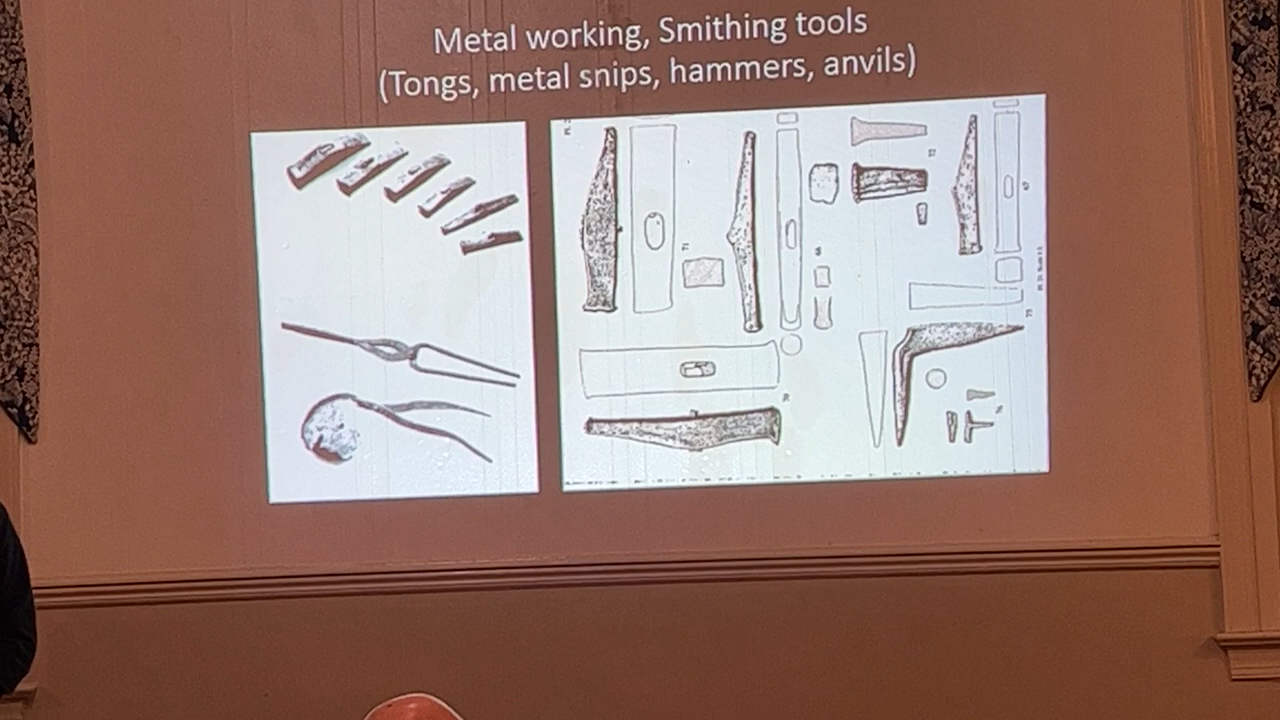 Metal working, Smithing tools
(Tongs, metal snips, hammers, anvils)